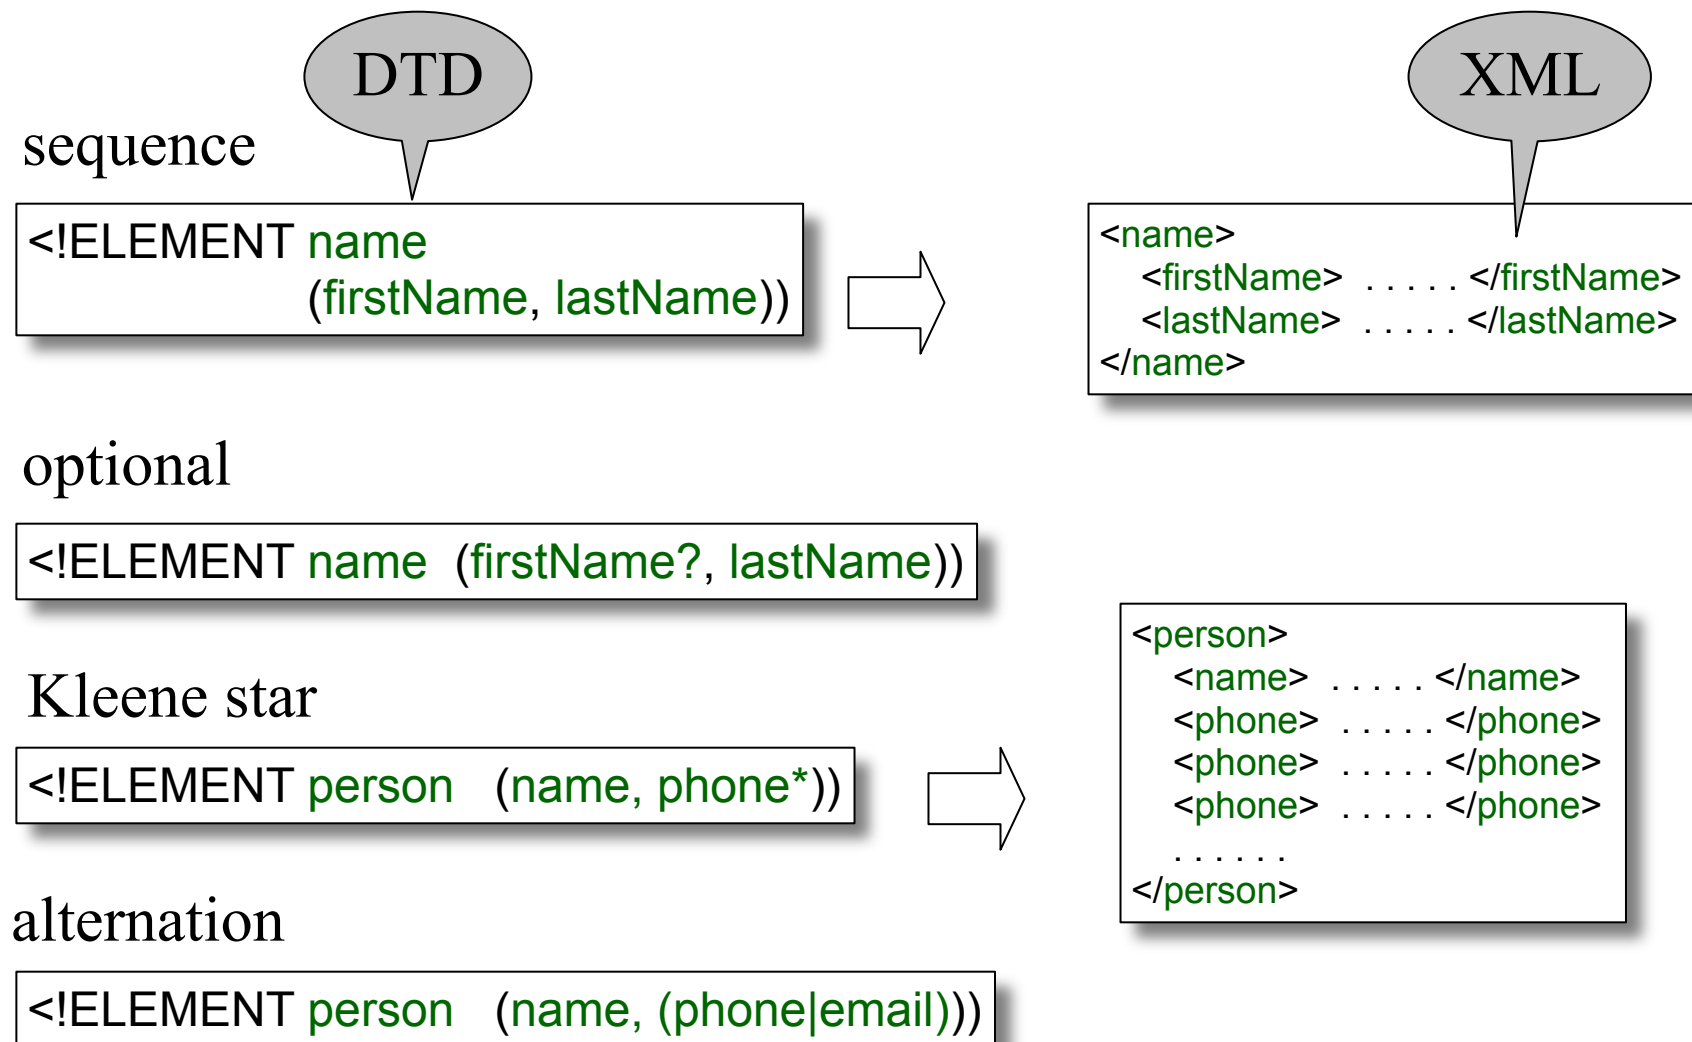 DTD
XML
sequence
<!ELEMENT name
(firstName, lastName))
<name>
<firstName> . . . . . </firstName>
<lastName> . . . . . </lastName>
</name>
optional
<!ELEMENT name (firstName?, lastName))
Kleene star
<!ELEMENT person (name, phone*))
<person>
<name> . . . . . </name>
<phone> . . . . . </phone>
<phone> . . . . . </phone>
<phone> . . . . . </phone>
. . . . . .
</person>
alternation
<!ELEMENT person (name, (phone|email)))